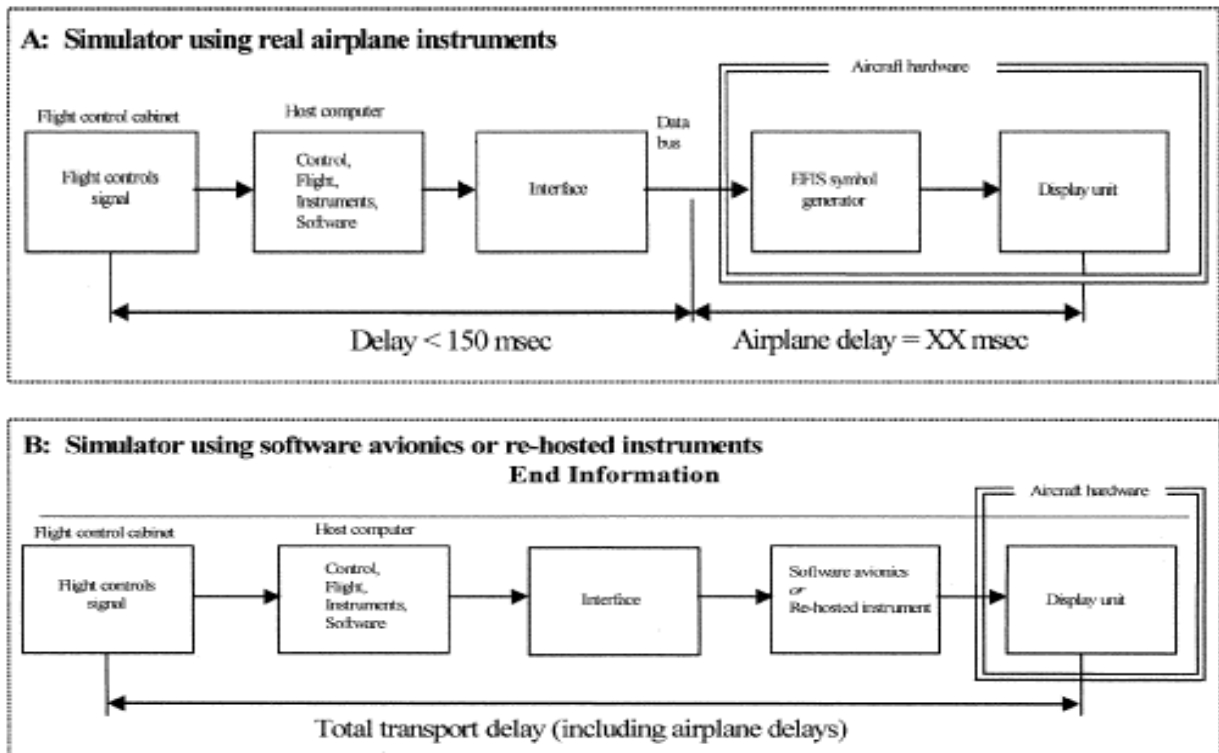 A: Simulator using real airplane instruments
Aircraft hardware
Flight control cabinet
Host computer
Data
bus
Flight controls
signal
Control,
Flight,
Instruments,
Software
Interface
EFIS symbol
generator
Display unit
Delay < 150 msec
Airplane delay = XX msec
B: Simulator using software avionics or re-hosted instruments
End Information
Aircraft hardware
Flight control cabinet
Host computer
Flight controls
signal
Control,
Flight,
Instruments,
Software
Interface
Software avionics
or
Re-hosted instrument
Display unit
Total transport delay (including airplane delays)